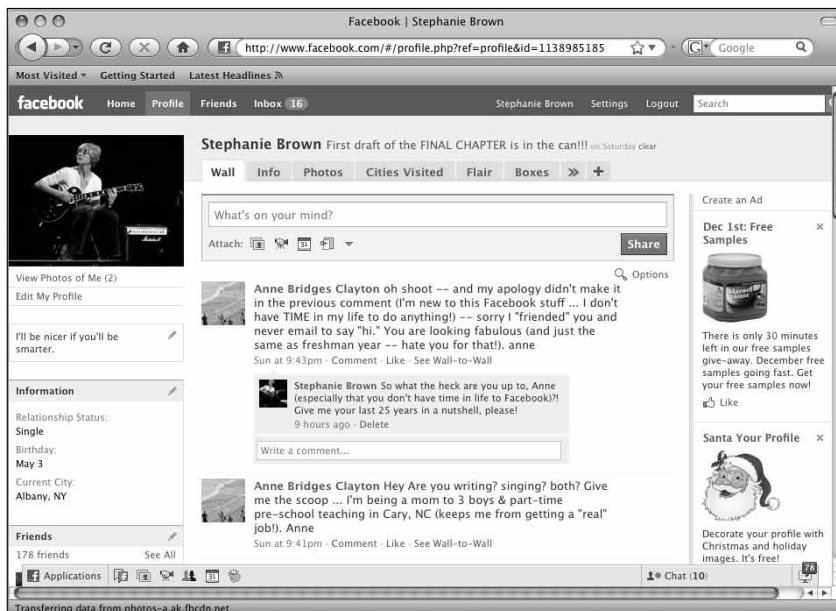 Facebook | Stephanie Brown
http://www.facebook.com/#/profile.php?ref=profile&id=1138985185
Google
Most Visited Getting Started Latest Headlines
facebook Home Profile Friends Inbox 16 Stephanie Brown Settings Logout Search
Stephanie Brown First draft of the FINAL CHAPTER is in the can!!! on Saturday clear
Wall Info Photos Cities Visited Flair Boxes » +
What's on your mind?
Attach: 31 Share
Options
Marshall
View Photos of Me (2)
Edit My Profile
I'll be nicer if you'll be
smarter.
Information
Relationship Status:
Single
Birthday:
May 3
Current City:
Albany, NY
Friends
178 friends See All
Anne Bridges Clayton oh shoot -- and my apology didn't make it
in the previous comment (I'm new to this Facebook stuff ... I don't
have TIME in my life to do anything!) -- sorry I "friended" you and
never email to say "hi." You are looking fabulous (and just the
same as freshman year -- hate you for that!). anne
Sun at 9:43pm · Comment · Like · See Wall-to-Wall
Stephanie Brown So what the heck are you up to, Anne
(especially that you don't have time in life to Facebook)?!
Give me your last 25 years in a nutshell, please!
9 hours ago · Delete
Write a comment...
Anne Bridges Clayton Hey Are you writing? singing? both? Give
me the scoop ... I'm being a mom to 3 boys & part-time
pre-school teaching in Cary, NC (keeps me from getting a "real"
job!). Anne
Sun at 9:41pm · Comment · Like · See Wall-to-Wall
Create an Ad
Dec 1st: Free
Samples
Maxwell
House
There is only 30 minutes
left in our free samples
give-away. December free
samples going fast. Get
your free samples now!
Like
Santa Your Profile
Decorate your profile with
Christmas and holiday
images. It's free!
Applications 31 Chat (10) 78
Transferring data from photos-a.ak.fbcdn.net